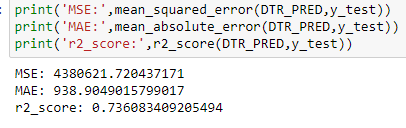 print('MSE:',mean_squared_error(DTR_PRED,y_test))
print('MAE:',mean_absolute_error(DTR_PRED,y_test))
print('r2_score:',r2_score(DTR_PRED,y_test))
MSE: 4380621.720437171
MAE: 938.9049015799017
r2_score: 0.736083409205494